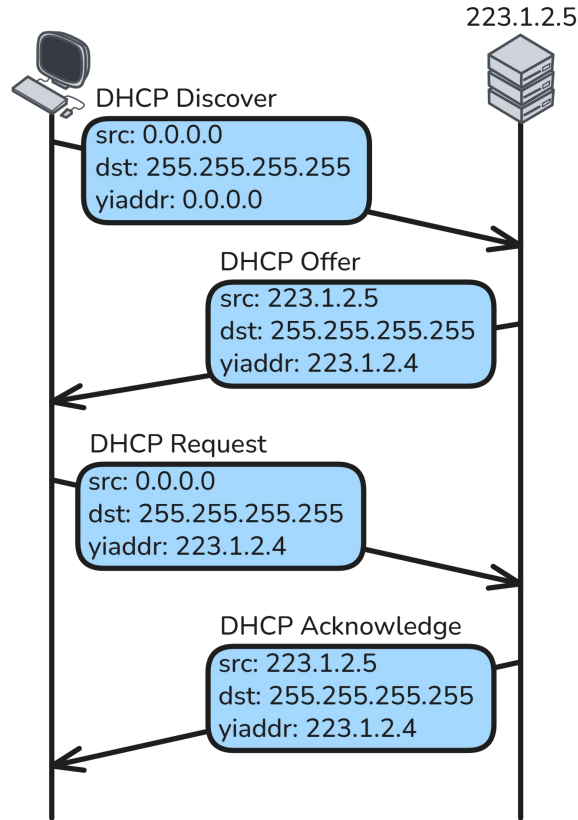 223.1.2.5
DHCP Discover
src: 0.0.0.0
dst: 255.255.255.255
yiaddr: 0.0.0.0
DHCP Offer
src: 223.1.2.5
dst: 255.255.255.255
yiaddr: 223.1.2.4
DHCP Request
src: 0.0.0.0
dst: 255.255.255.255
yiaddr: 223.1.2.4
DHCP Acknowledge
src: 223.1.2.5
dst: 255.255.255.255
yiaddr: 223.1.2.4